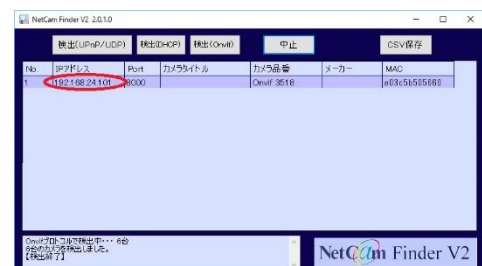 NetCam Finder V2 2.0.1.0
検出(UPnP/UDP) 検出(DHCP) 検出(Onvif) 中止 CSV保存
No. IPアドレス Port カメラタイトル カメラ品番 メーカー MAC
1 192.168.24.101 8000 Onvif 3518 e03c5b505660
Onvifプロトコルで検出中・・・ 6台
6台のカメラを検出しました。
【検出終了】
NetCam Finder V2